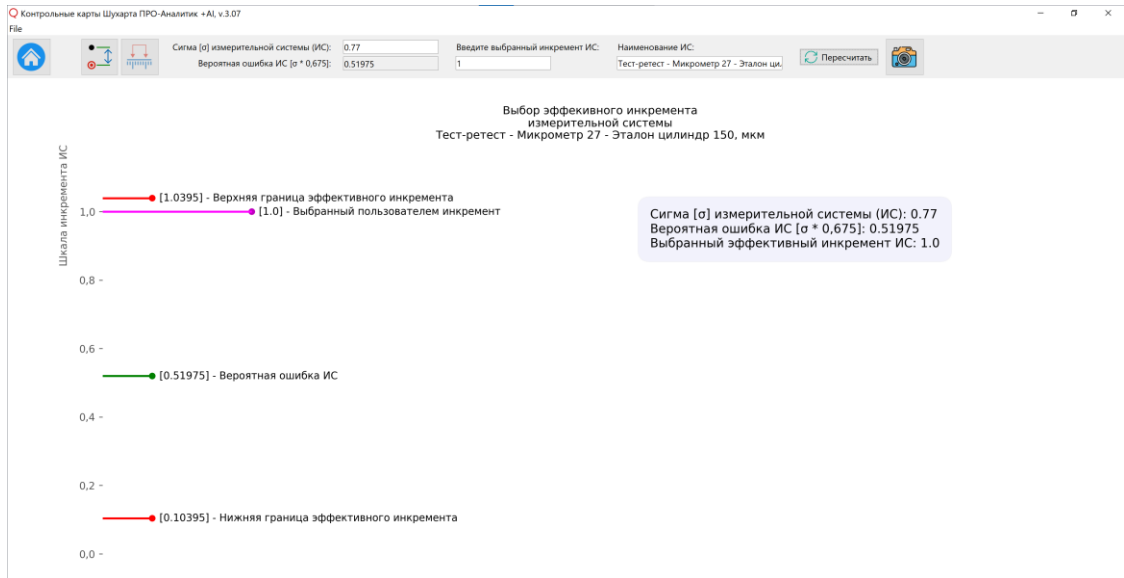 Контрольные карты Шухарта ПРО-Аналитик +AI, v.3.07
File
Сигма [σ] измерительной системы (ИС): 0.77
Вероятная ошибка ИС [σ * 0,675]: 0.51975
Введите выбранный инкремент ИС:
1
Наименование ИС:
Тест-ретест - Микрометр 27 - Эталон ци.
Пересчитать
Выбор эффекивного инкремента
измерительной системы
Тест-ретест - Микрометр 27 - Эталон цилиндр 150, мкм
Шкала инкремента ИС
[1.0395] - Верхняя граница эффективного инкремента
1,0
[1.0] - Выбранный пользователем инкремент
Сигма [σ] измерительной системы (ИС): 0.77
Вероятная ошибка ИС [σ * 0,675]: 0.51975
Выбранный эффективный инкремент ИС: 1.0
0,8
0,6
[0.51975] - Вероятная ошибка ИС
0,4
0,2
[0.10395] - Нижняя граница эффективного инкремента
0,0